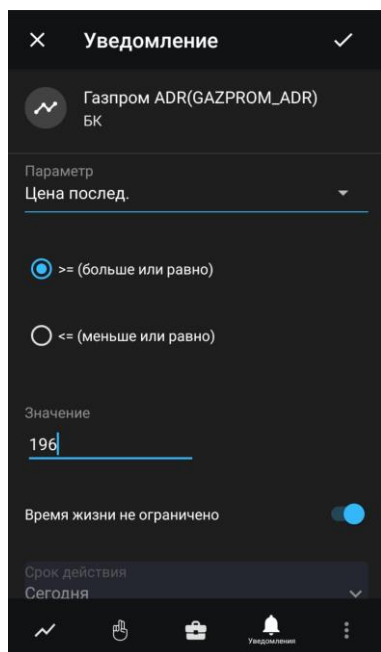 Уведомление
Газпром ADR(GAZPROM_ADR)
БК
Параметр
Цена послед.
>= (больше или равно)
<= (меньше или равно)
Значение
196
Время жизни не ограничено
Срок действия
Сегодня
Уведомления